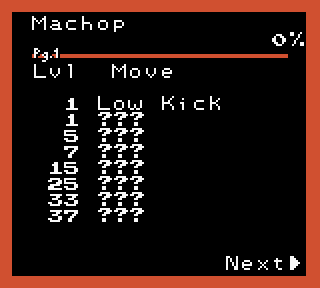 Machop
0%
Pg.1
Lvl Move
1 Low Kick
1 ???
5 ???
7 ???
15 ???
25 ???
33 ???
37 ???
Next▶